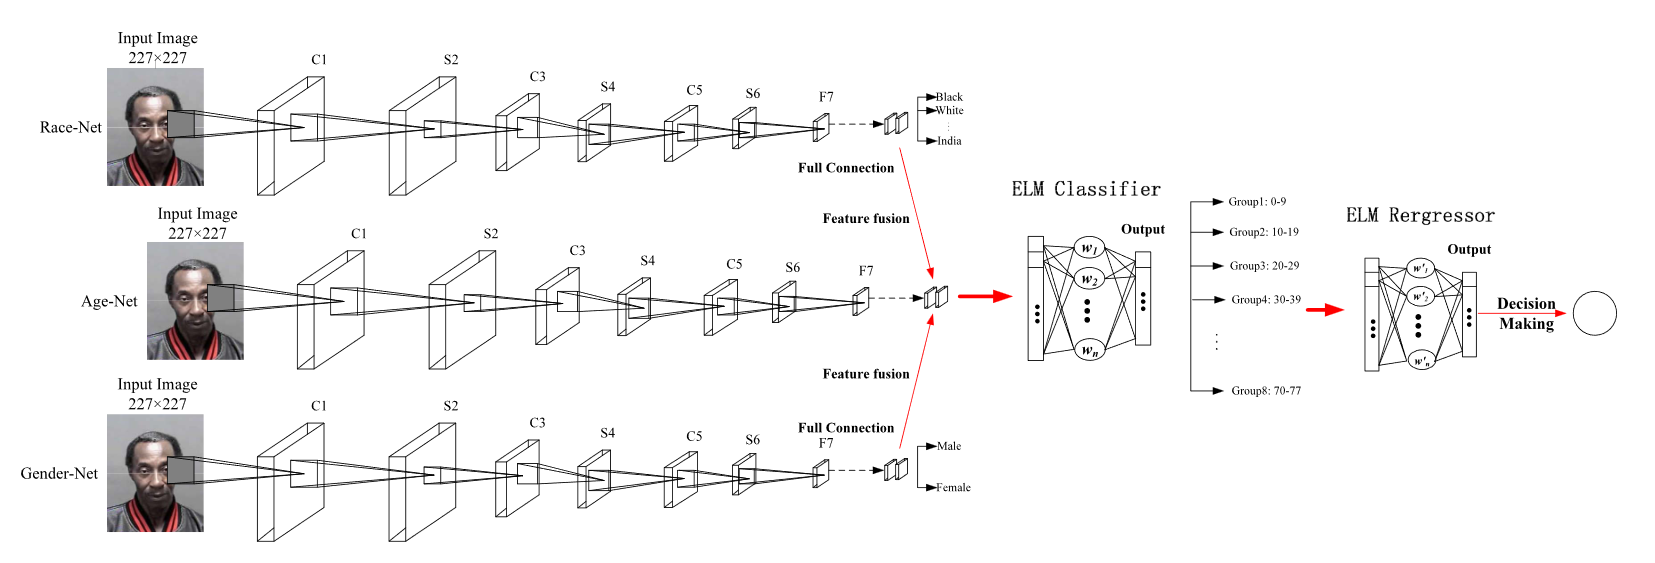 Input Image
227×227
C1
S2
C3
S4
C5
S6
F7
Race-Net
Black
White
India
Full Connection
Feature fusion
Input Image
227×227
C1
S2
C3
S4
C5
S6
F7
Age-Net
Feature fusion
Full Connection
Input Image
227×227
C1
S2
C3
S4
C5
S6
F7
Gender-Net
Male
Female
ELM Classifier
Output
w1
w2
wn
Group1: 0-9
Group2: 10-19
Group3: 20-29
Group4: 30-39
Group8: 70-77
ELM Rergressor
Output
w'1
w'2
w'n
Decision
Making